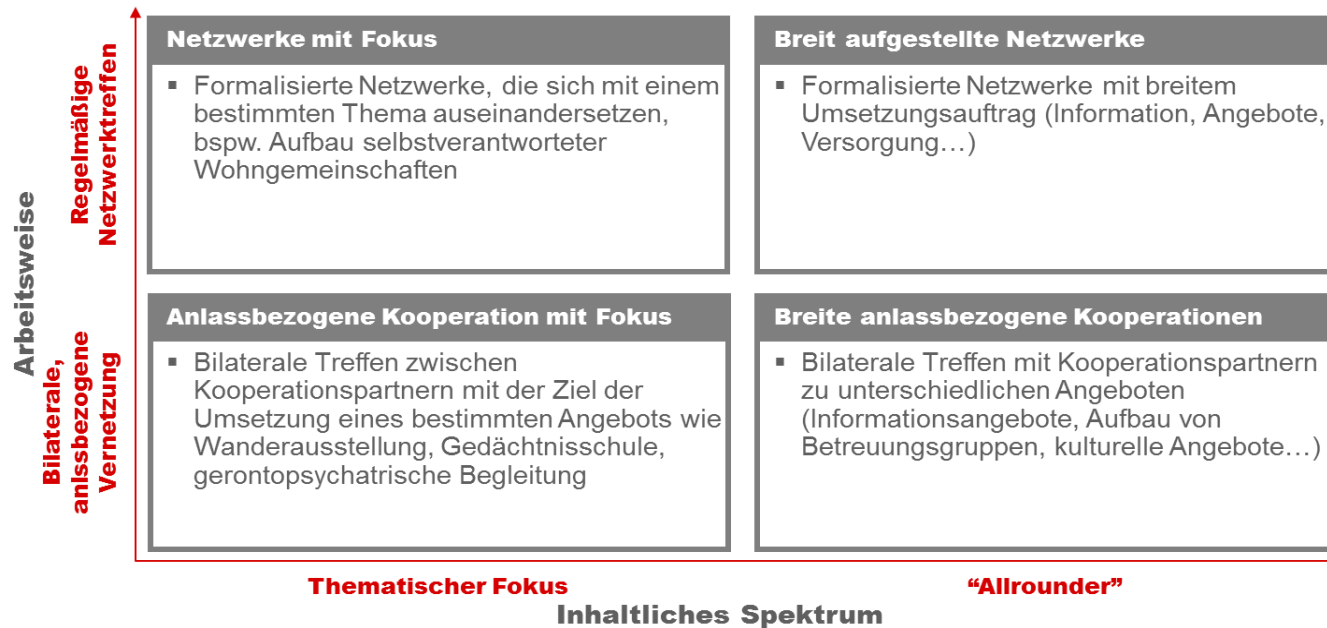 Netzwerke mit Fokus
▪ Formalisierte Netzwerke, die sich mit einem
bestimmten Thema auseinandersetzen,
bspw. Aufbau selbstverantworteter
Wohngemeinschaften
Breit aufgestellte Netzwerke
▪ Formalisierte Netzwerke mit breitem
Umsetzungsauftrag (Information, Angebote,
Versorgung…)
Arbeitsweise
Regelmäßige
Netzwerktreffen
Bilaterale,
anlssbezogene
Vernetzung
Anlassbezogene Kooperation mit Fokus
▪ Bilaterale Treffen zwischen
Kooperationspartnern mit der Ziel der
Umsetzung eines bestimmten Angebots wie
Wanderausstellung, Gedächtnisschule,
gerontopsychatrische Begleitung
Breite anlassbezogene Kooperationen
▪ Bilaterale Treffen mit Kooperationspartnern
zu unterschiedlichen Angeboten
(Informationsangebote, Aufbau von
Betreuungsgruppen, kulturelle Angebote…)
Thematischer Fokus
“Allrounder”
Inhaltliches Spektrum